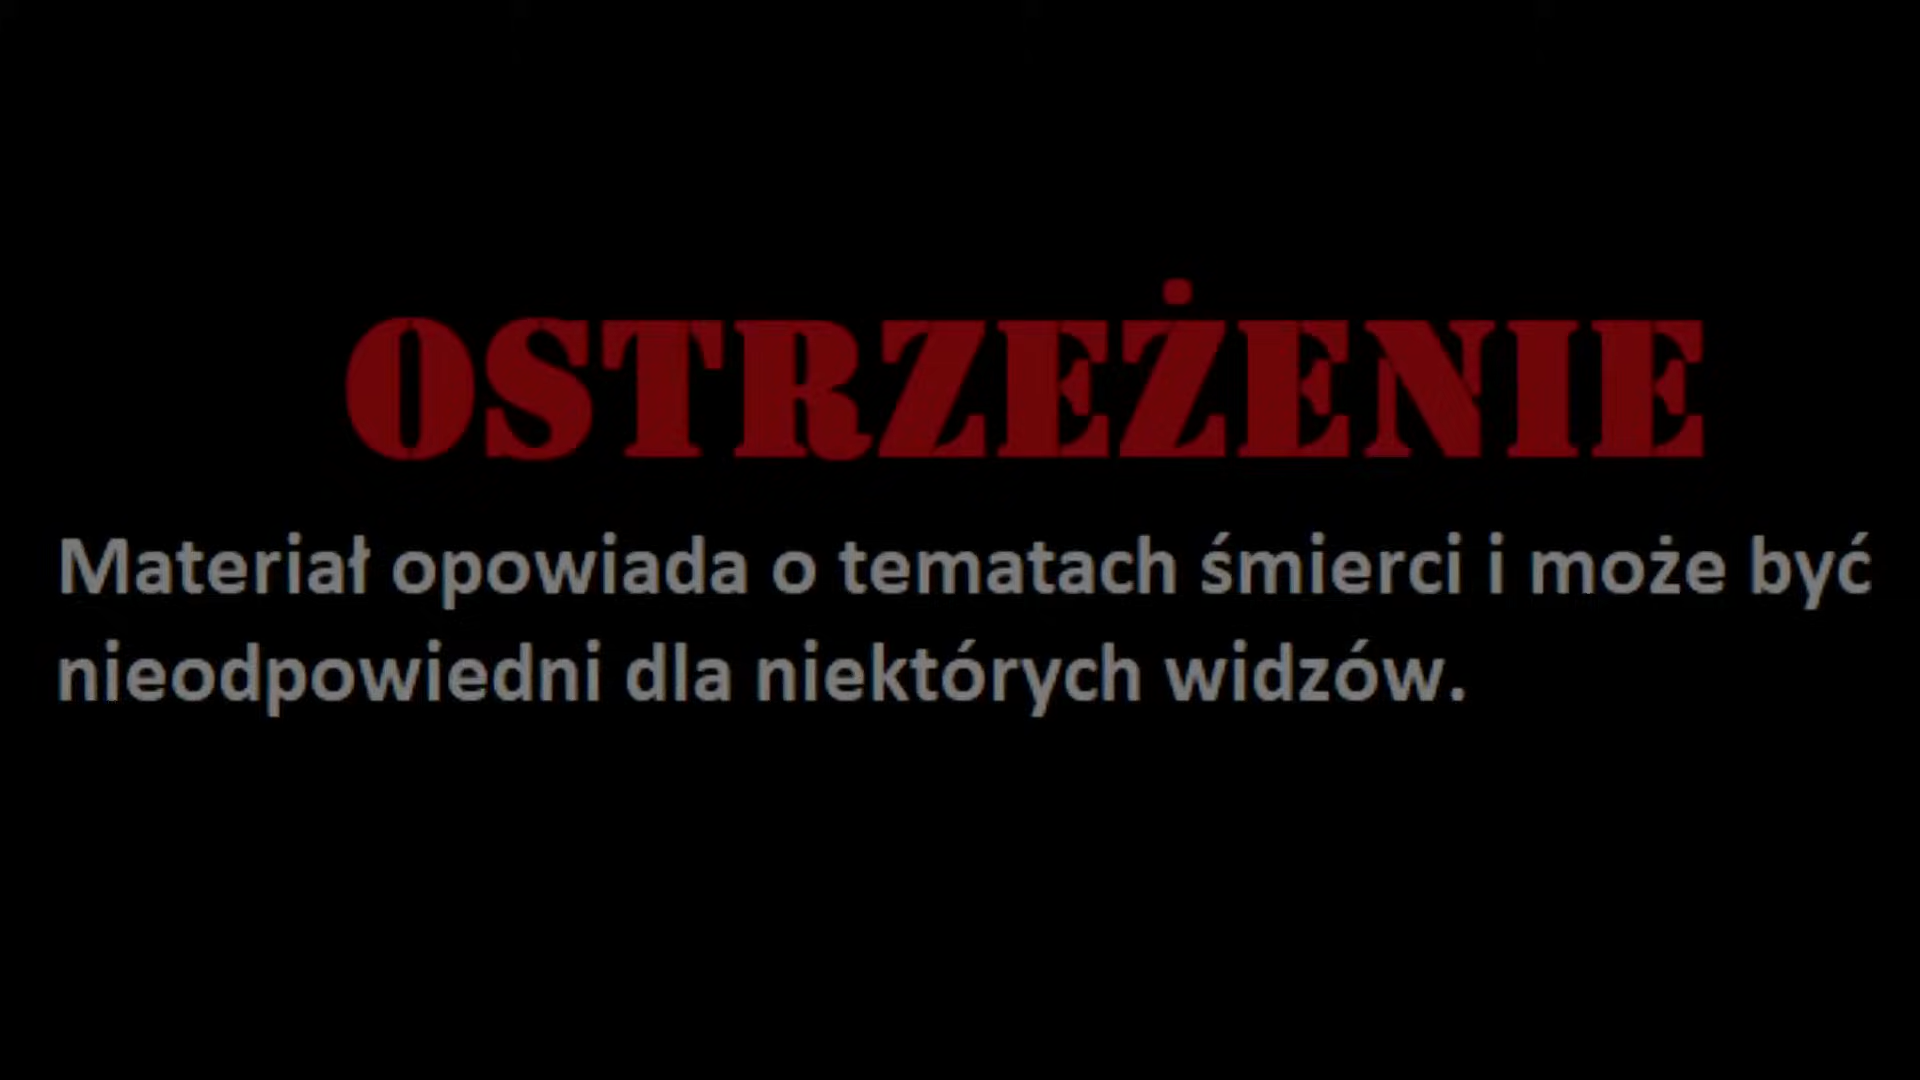 OSTRZEŻENIE
Materiał opowiada o tematach śmierci i może być
nieodpowiedni dla niektórych widzów.